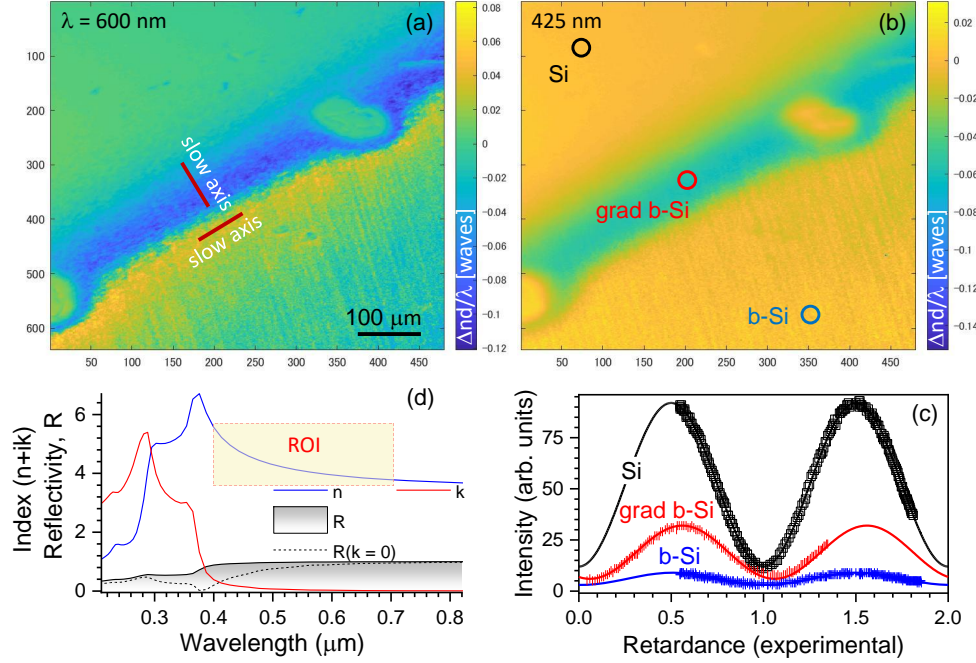 λ = 600 nm
(a)
slow axis
slow axis
100 μm
100
200
300
400
500
600
50
100
150
200
250
300
350
400
450
0.08
0.06
0.04
0.02
0
−0.02
−0.04
−0.06
−0.08
−0.1
−0.12
Δnd/λ [waves]
425 nm
(b)
Si
grad b-Si
b-Si
100
200
300
400
500
600
50
100
150
200
250
300
350
400
450
0.02
0
−0.02
−0.04
−0.06
−0.08
−0.1
−0.12
−0.14
Δnd/λ [waves]
(d)
ROI
n
k
R
R(k = 0)
6
4
2
0
0.3
0.4
0.5
0.6
0.7
0.8
Index (n+ik)
Reflectivity, R
Wavelength (μm)
(c)
Si
grad b-Si
b-Si
75
50
25
0
0.0
0.5
1.0
1.5
2.0
Intensity (arb. units)
Retardance (experimental)